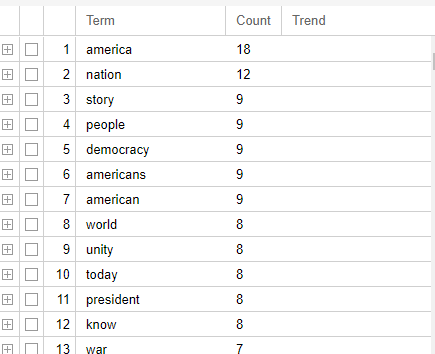 Term Count Trend
1 america 18
2 nation 12
3 story 9
4 people 9
5 democracy 9
6 americans 9
7 american 9
8 world 8
9 unity 8
10 today 8
11 president 8
12 know 8
13 war 7